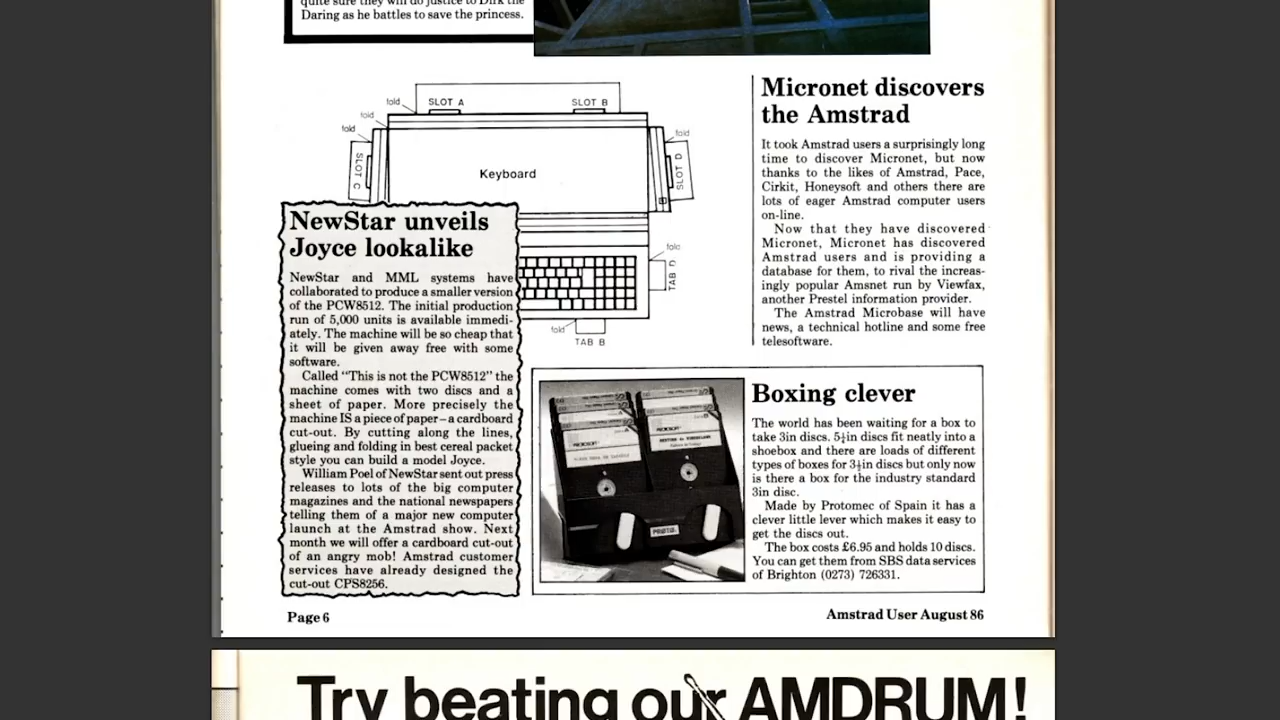 quite sure they will do justice to Dirk the
Daring as he battles to save the princess.
fold
SLOT A
SLOT B
fold
fold
fold
SLOT C
SLOT D
Keyboard
fold
TAB D
fold
TAB B
NewStar unveils
Joyce lookalike
NewStar and MML systems have
collaborated to produce a smaller version
of the PCW8512. The initial production
run of 5,000 units is available immedi-
ately. The machine will be so cheap that
it will be given away free with some
software.
Called “This is not the PCW8512” the
machine comes with two discs and a
sheet of paper. More precisely the
machine IS a piece of paper – a cardboard
cut-out. By cutting along the lines,
glueing and folding in best cereal packet
style you can build a model Joyce.
William Poel of NewStar sent out press
releases to lots of the big computer
magazines and the national newspapers
telling them of a major new computer
launch at the Amstrad show. Next
month we will offer a cardboard cut-out
of an angry mob! Amstrad customer
services have already designed the
cut-out CPS8256.
Micronet discovers
the Amstrad
It took Amstrad users a surprisingly long
time to discover Micronet, but now
thanks to the likes of Amstrad, Pace,
Cirkit, Honeysoft and others there are
lots of eager Amstrad computer users
on-line.
Now that they have discovered
Micronet, Micronet has discovered
Amstrad users and is providing a
database for them, to rival the increas-
ingly popular Amsnet run by Viewfax,
another Prestel information provider.
The Amstrad Microbase will have
news, a technical hotline and some free
telesoftware.
MICROSOFT
MICROSOFT
PROTO.
Boxing clever
The world has been waiting for a box to
take 3in discs. 5¼in discs fit neatly into a
shoebox and there are loads of different
types of boxes for 3½in discs but only now
is there a box for the industry standard
3in disc.
Made by Protomec of Spain it has a
clever little lever which makes it easy to
get the discs out.
The box costs £6.95 and holds 10 discs.
You can get them from SBS data services
of Brighton (0273) 726331.
Page 6
Amstrad User August 86
Try beating our AMDRUM!